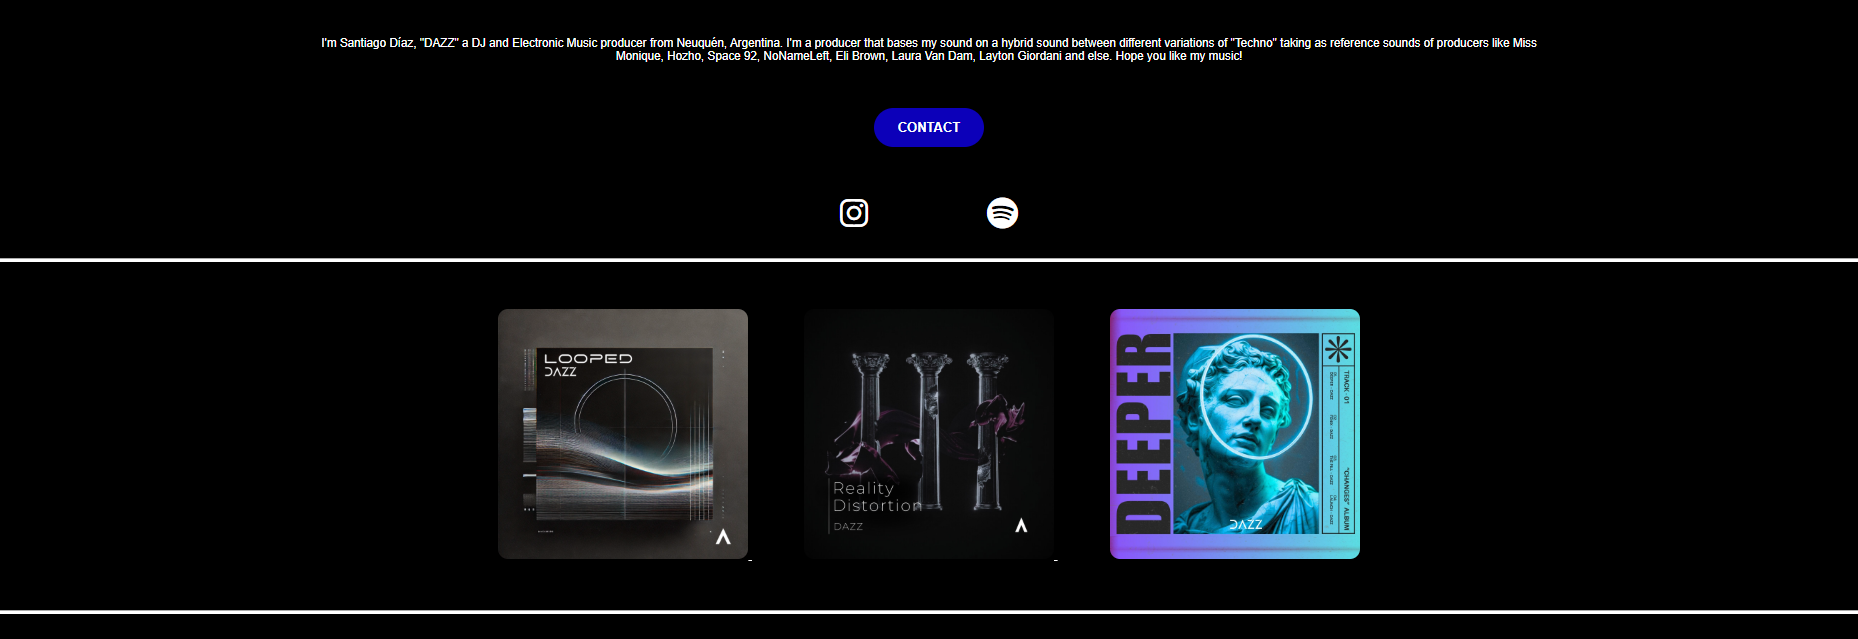 I'm Santiago Díaz, "DAZZ" a DJ and Electronic Music producer from Neuquén, Argentina. I'm a producer that bases my sound on a hybrid sound between different variations of "Techno" taking as reference sounds of producers like Miss
Monique, Hozho, Space 92, NoNameLeft, Eli Brown, Laura Van Dam, Layton Giordani and else. Hope you like my music!
CONTACT
LOOPED
DAZZ
Reality
Distortion
DAZZ
DEEPER
DAZZ
TRACK - 01
"CHANGES" ALBUM